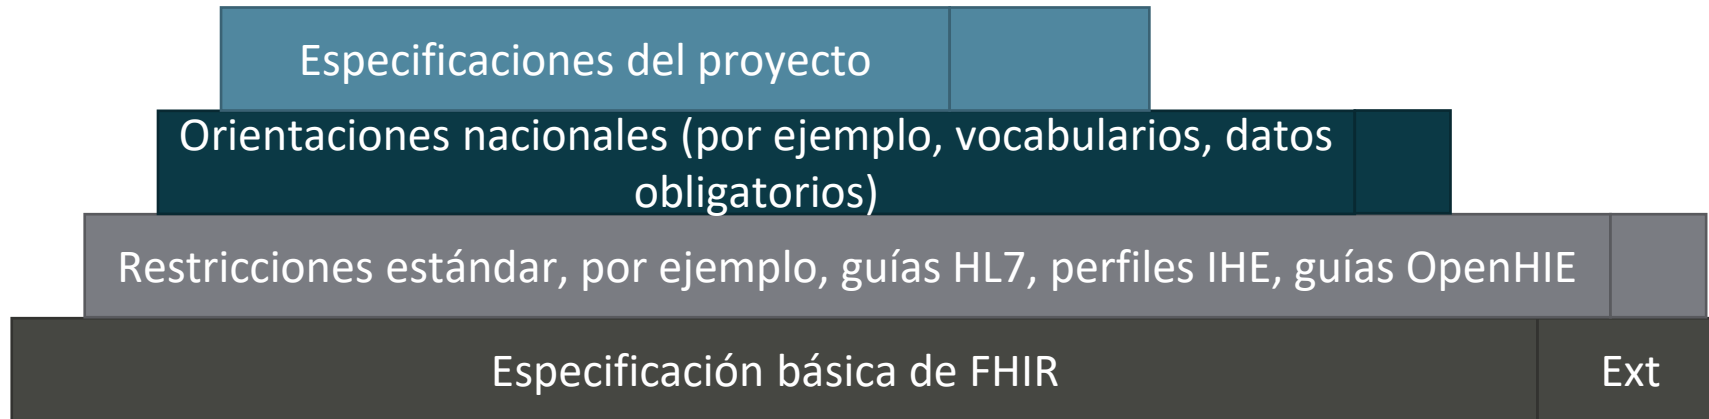 Especificaciones del proyecto
Orientaciones nacionales (por ejemplo, vocabularios, datos
obligatorios)
Restricciones estándar, por ejemplo, guías HL7, perfiles IHE, guías OpenHIE
Especificación básica de FHIR
Ext